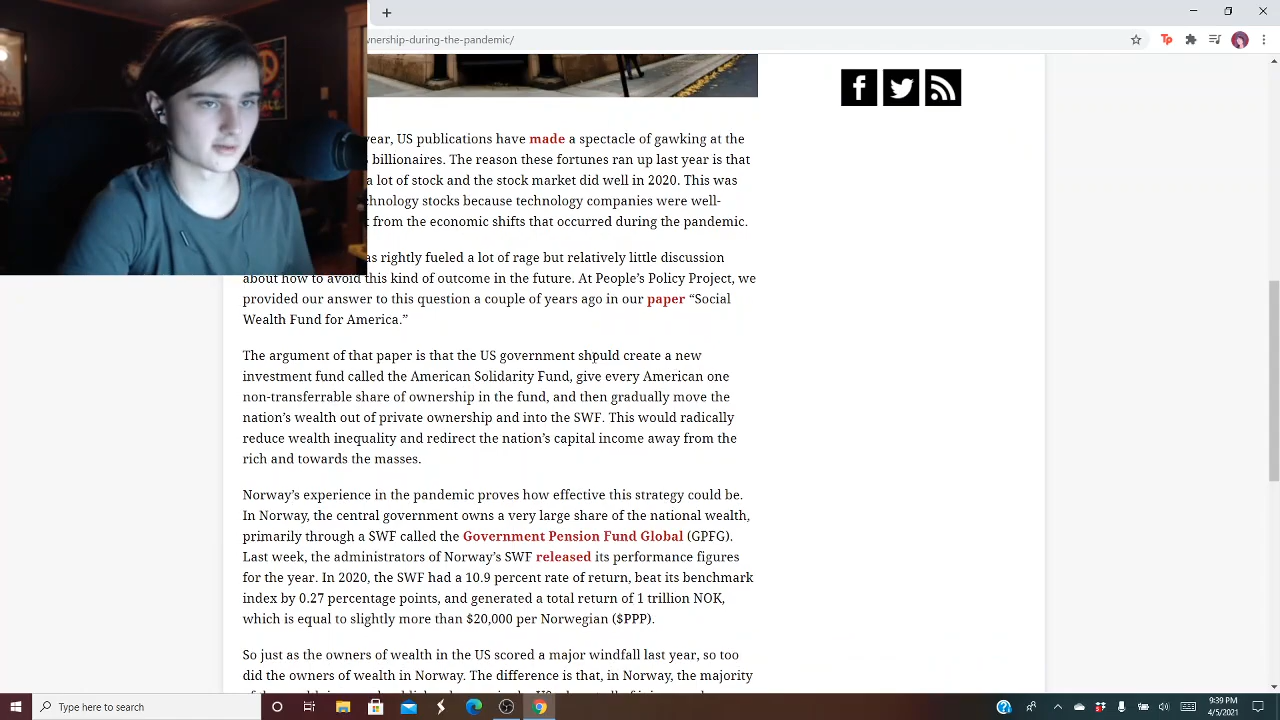 wnership-during-the-pandemic/
Tp
year, US publications have made a spectacle of gawking at the
billionaires. The reason these fortunes ran up last year is that
a lot of stock and the stock market did well in 2020. This was
chnology stocks because technology companies were well-
from the economic shifts that occurred during the pandemic.
as rightly fueled a lot of rage but relatively little discussion
about how to avoid this kind of outcome in the future. At People’s Policy Project, we
provided our answer to this question a couple of years ago in our paper “Social
Wealth Fund for America.”
The argument of that paper is that the US government should create a new
investment fund called the American Solidarity Fund, give every American one
non-transferrable share of ownership in the fund, and then gradually move the
nation’s wealth out of private ownership and into the SWF. This would radically
reduce wealth inequality and redirect the nation’s capital income away from the
rich and towards the masses.
Norway’s experience in the pandemic proves how effective this strategy could be.
In Norway, the central government owns a very large share of the national wealth,
primarily through a SWF called the Government Pension Fund Global (GPFG).
Last week, the administrators of Norway’s SWF released its performance figures
for the year. In 2020, the SWF had a 10.9 percent rate of return, beat its benchmark
index by 0.27 percentage points, and generated a total return of 1 trillion NOK,
which is equal to slightly more than $20,000 per Norwegian ($PPP).
So just as the owners of wealth in the US scored a major windfall last year, so too
did the owners of wealth in Norway. The difference is that, in Norway, the majority
Type here to search
9:39 PM
4/5/2021